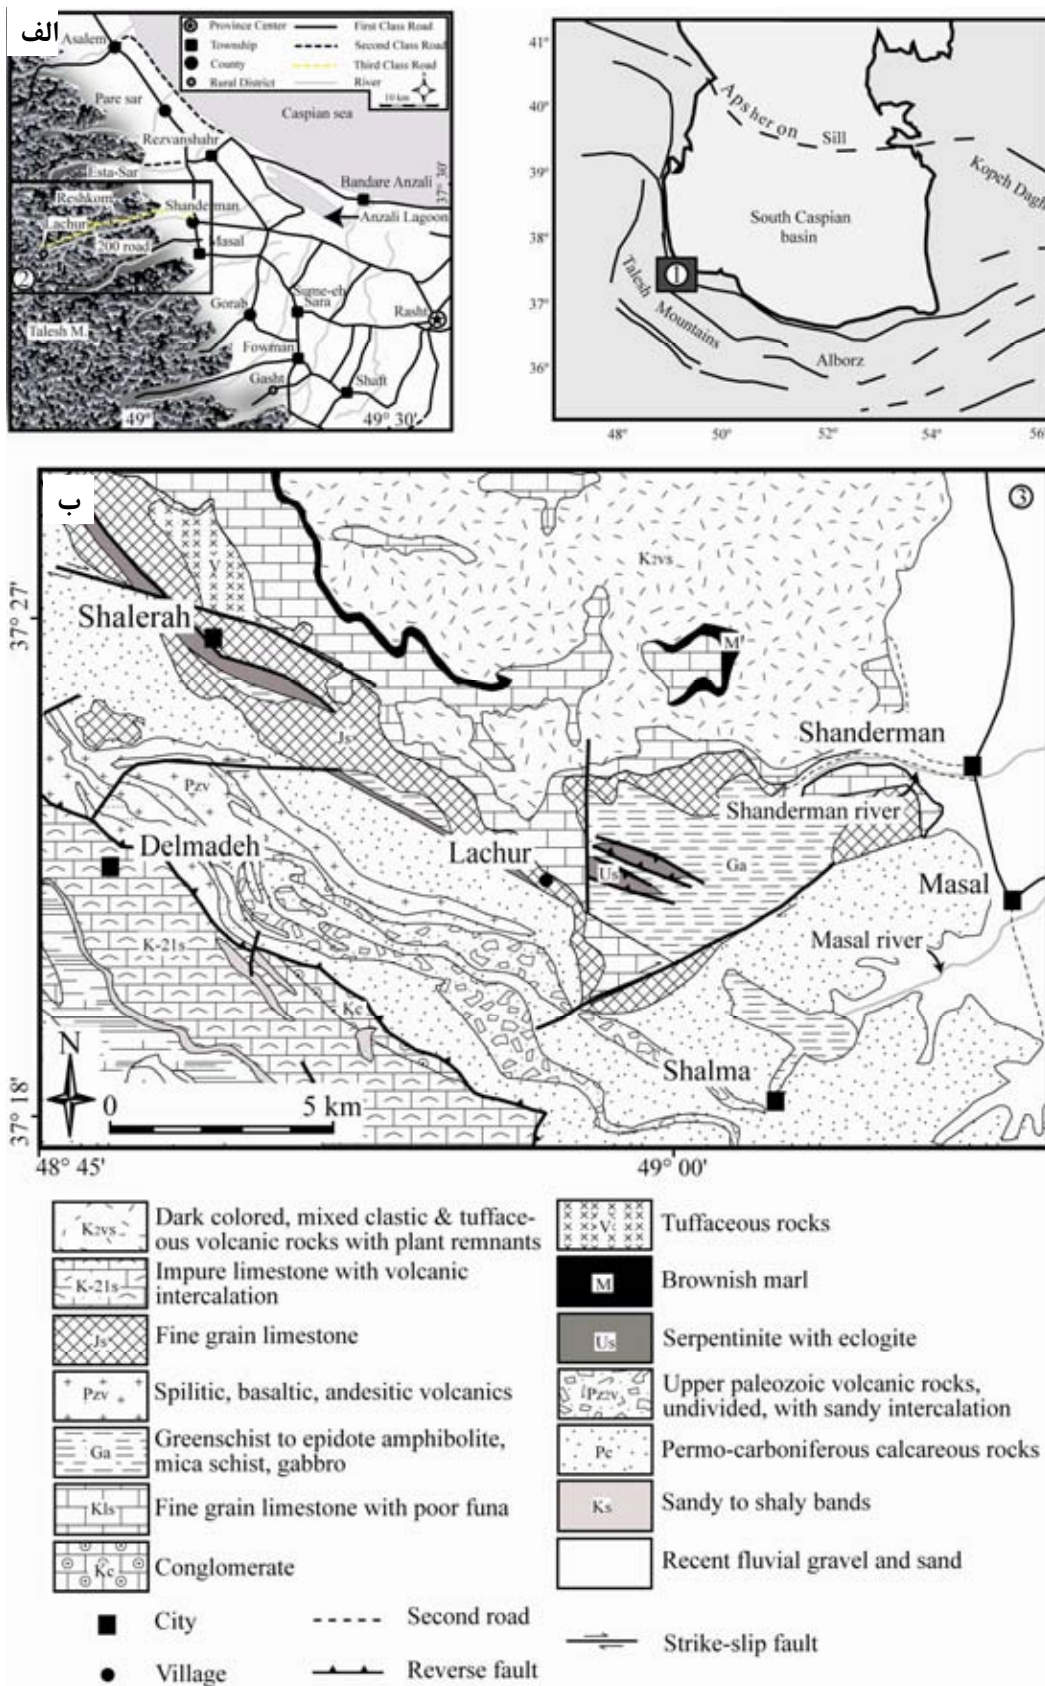 الف
Asalem
Province Center
First Class Road
Township
Second Class Road
County
Third Class Road
Rural District
River
10 km
Pare sar
Caspian sea
Rezvanshahr
Esta-Sar
Bandare Anzali
37° 30'
Reshkom
Shanderman
Anzali Lagoon
Lachur
200 road
Masal
2
Sume-eh
Sara
Gorab
Rasht
Talesh M.
Fowman
Gasht
Shaft
49°
49° 30'
41°
40°
39°
38°
37°
36°
Apsheron
Sill
Kopeh Dagh
South Caspian
basin
1
Talesh
Mountains
Alborz
48°
50°
52°
54°
56°
ب
3
V
K2vs
37° 27'
Shalerah
M
Js
Shanderman
Pzv
Shanderman river
Delmadeh
Lachur
Us
Ga
Masal
K-21s
Masal river
Kc
N
Shalma
0
5 km
37° 18'
48° 45'
49° 00'
K2vs
Dark colored, mixed clastic & tufface-
ous volcanic rocks with plant remnants
K-21s
Impure limestone with volcanic
intercalation
Js
Fine grain limestone
Pzv
Spilitic, basaltic, andesitic volcanics
Ga
Greenschist to epidote amphibolite,
mica schist, gabbro
Kls
Fine grain limestone with poor funa
Kc
Conglomerate
V
Tuffaceous rocks
M
Brownish marl
Us
Serpentinite with eclogite
Pz2v
Upper paleozoic volcanic rocks,
undivided, with sandy intercalation
Pc
Permo-carboniferous calcareous rocks
Ks
Sandy to shaly bands
Recent fluvial gravel and sand
City
Second road
Strike-slip fault
Village
Reverse fault